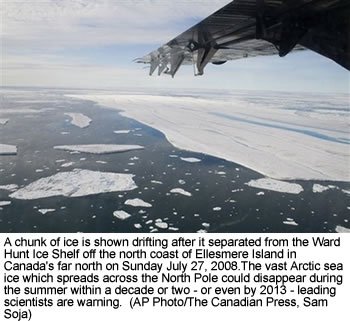 A chunk of ice is shown drifting after it separated from the Ward
Hunt Ice Shelf off the north coast of Ellesmere Island in
Canada's far north on Sunday July 27, 2008.The vast Arctic sea
ice which spreads across the North Pole could disappear during
the summer within a decade or two - or even by 2013 - leading
scientists are warning.  (AP Photo/The Canadian Press, Sam
Soja)